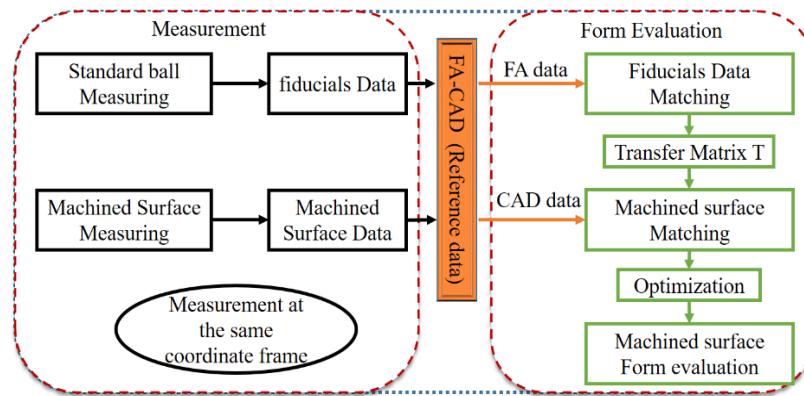 Measurement
Standard ball
Measuring
fiducials Data
Machined Surface
Measuring
Machined
Surface Data
Measurement at
the same
coordinate frame
FA-CAD (Reference data)
FA data
CAD data
Form Evaluation
Fiducials Data
Matching
Transfer Matrix T
Machined surface
Matching
Optimization
Machined surface
Form evaluation